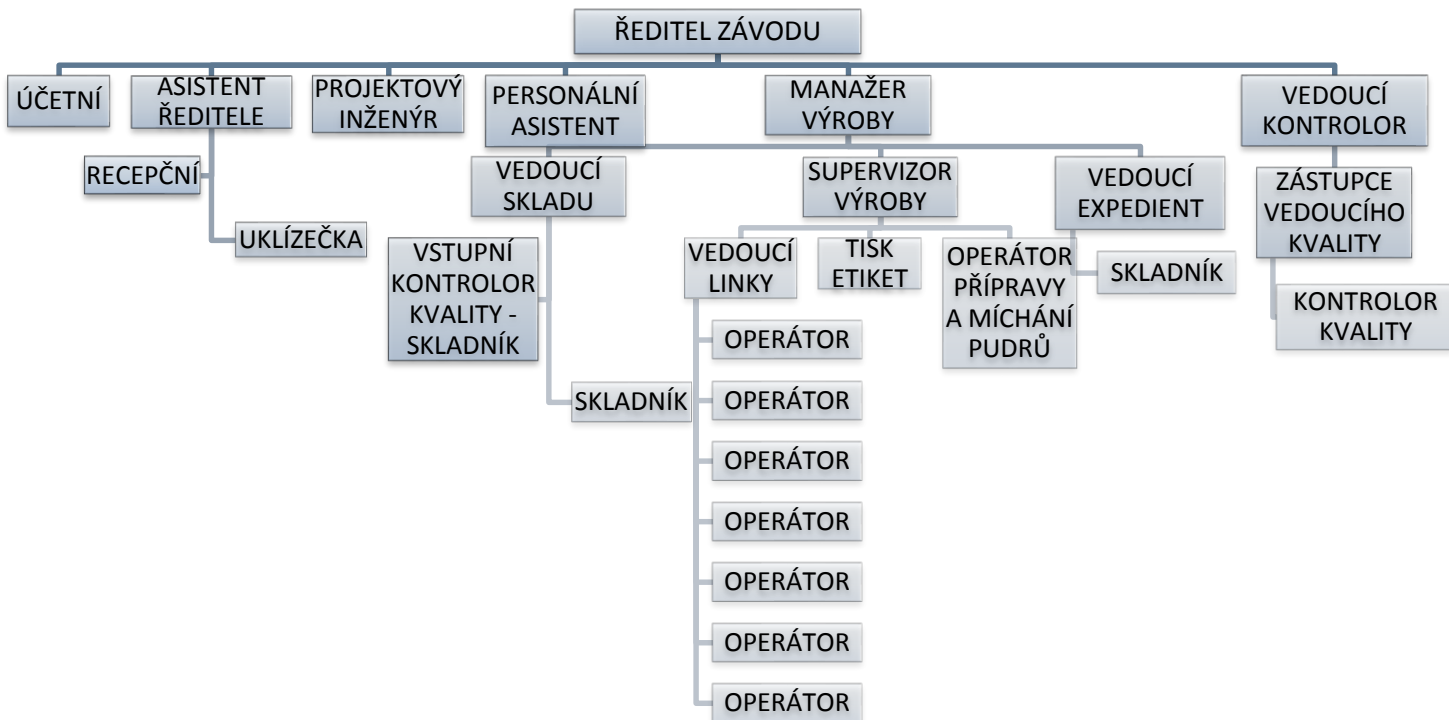 ŘEDITEL ZÁVODU
ÚČETNÍ
ASISTENT
ŘEDITELE
RECEPČNÍ
UKLÍZEČKA
PROJEKTOVÝ
INŽENÝR
PERSONÁLNÍ
ASISTENT
MANAŽER
VÝROBY
VEDOUCÍ
SKLADU
VSTUPNÍ
KONTROLOR
KVALITY -
SKLADNÍK
SKLADNÍK
SUPERVIZOR
VÝROBY
VEDOUCÍ
LINKY
OPERÁTOR
OPERÁTOR
OPERÁTOR
OPERÁTOR
OPERÁTOR
OPERÁTOR
OPERÁTOR
TISK
ETIKET
OPERÁTOR
PŘÍPRAVY
A MÍCHÁNÍ
PUDRŮ
VEDOUCÍ
EXPEDIENT
SKLADNÍK
VEDOUCÍ
KONTROLOR
ZÁSTUPCE
VEDOUCÍHO
KVALITY
KONTROLOR
KVALITY